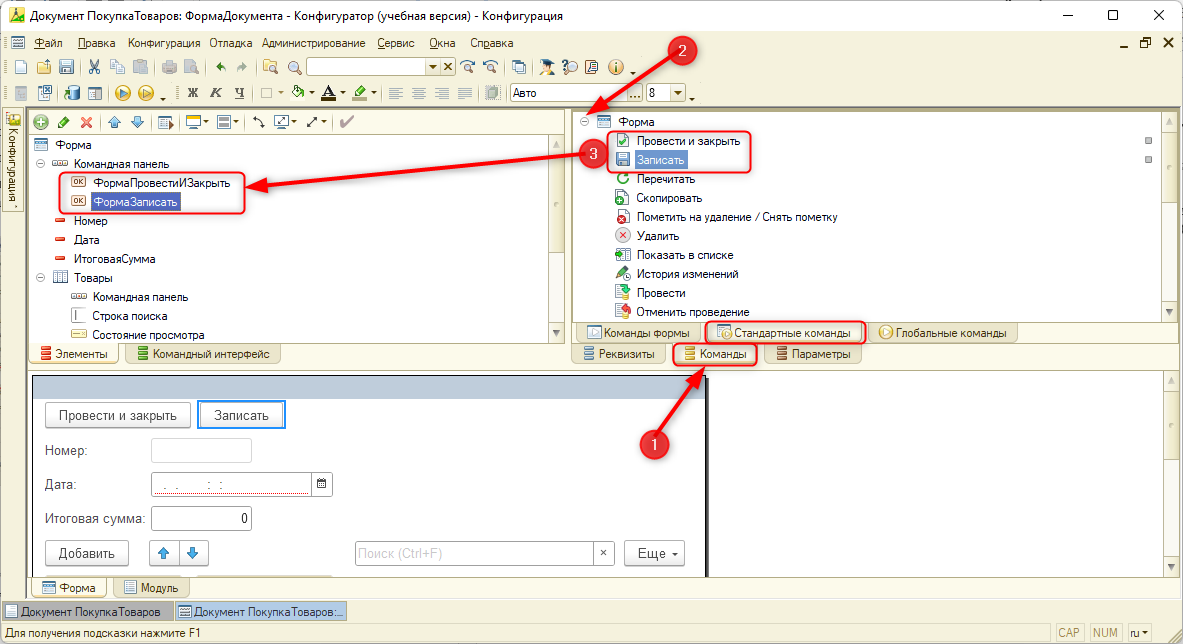 Документ ПокупкаТоваров: ФормаДокумента - Конфигуратор (учебная версия) - Конфигурация
Файл Правка Конфигурация Отладка Администрирование Сервис Окна Справка
2
Ж К Ч А Авто ... 8
Конфигурация
Форма
Командная панель
ФормаПровестиИЗакрыть
ФормаЗаписать
Номер
Дата
ИтоговаяСумма
Товары
Командная панель
Строка поиска
Состояние просмотра
Элементы Командный интерфейс
3
Форма
Провести и закрыть
Записать
Перечитать
Скопировать
Пометить на удаление / Снять пометку
Удалить
Показать в списке
История изменений
Провести
Отменить проведение
Команды формы Стандартные команды Глобальные команды
Реквизиты Команды Параметры
1
Провести и закрыть Записать
Номер:
Дата: . . : :
Итоговая сумма: 0
Добавить Поиск (Ctrl+F) × Еще
Форма Модуль
Документ ПокупкаТоваров Документ ПокупкаТоваров:...
Для получения подсказки нажмите F1 CAP NUM ru